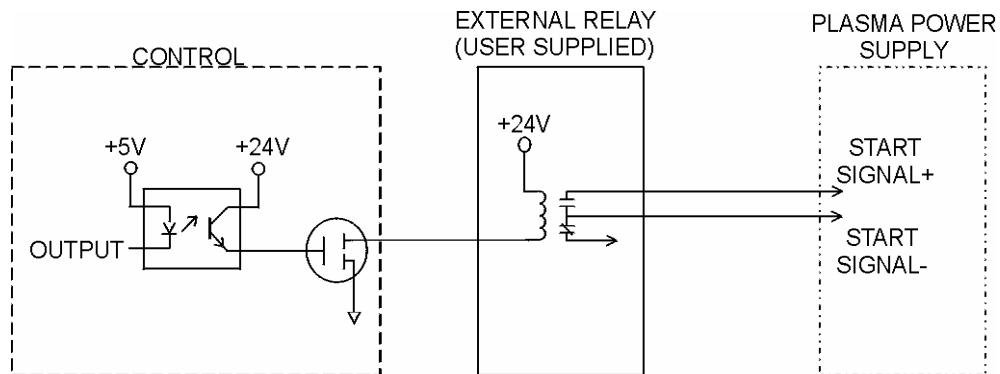 EXTERNAL RELAY
(USER SUPPLIED)
PLASMA POWER
SUPPLY
CONTROL
+24V
+5V
+24V
START
SIGNAL+
OUTPUT
START
SIGNAL-